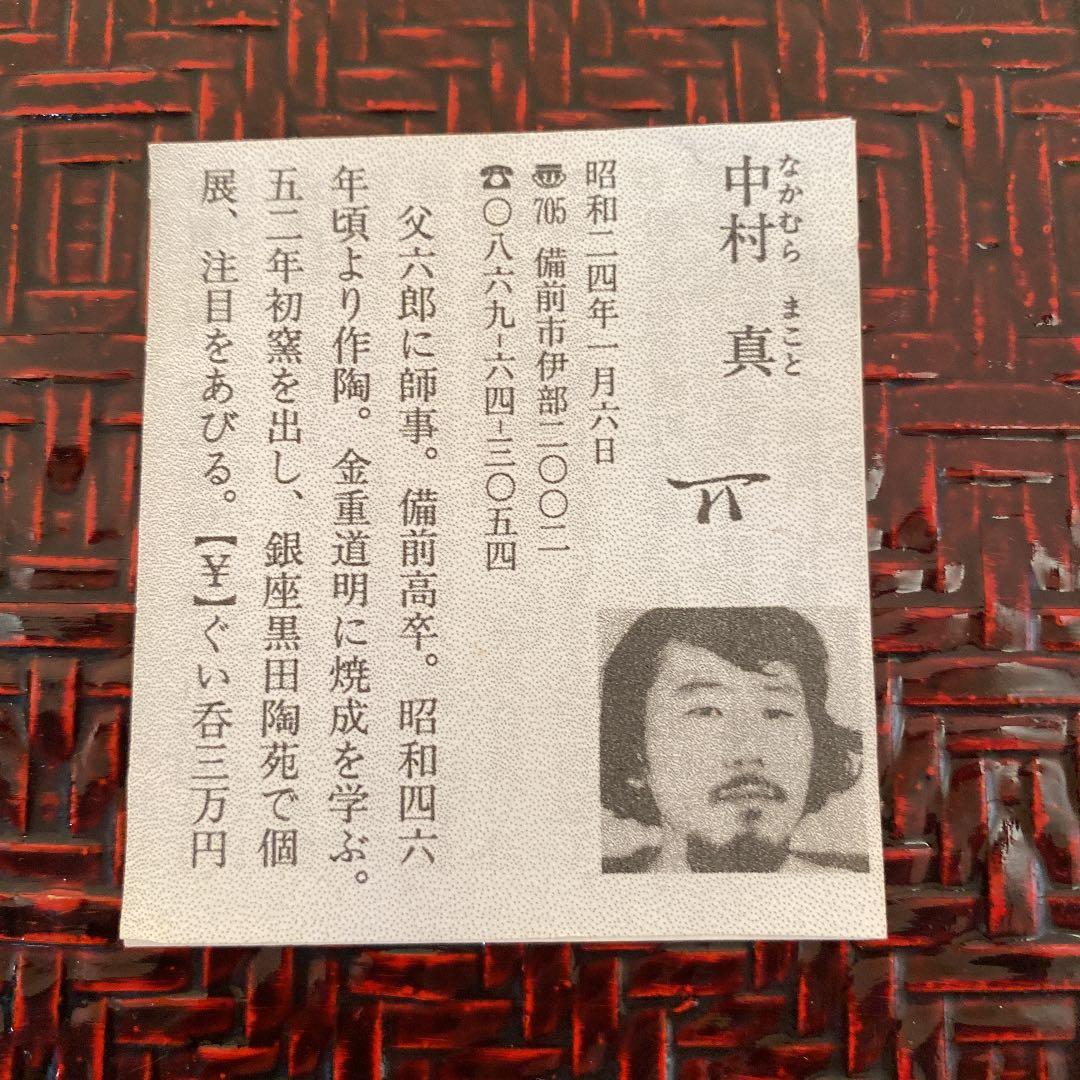 なかむら まこと
中村 真
昭和二四年一月六日
〠705 備前市伊部二〇〇二
☎〇八六九-六四-三〇五四
父六郎に師事。備前高卒。昭和四六
年頃より作陶。金重道明に焼成を学ぶ。
五二年初窯を出し、銀座黒田陶苑で個
展、注目をあびる。【¥】ぐい呑三万円